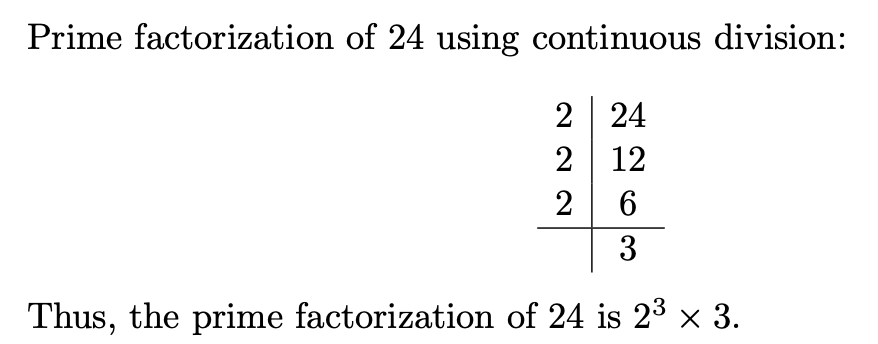 Prime factorization of 24 using continuous division:
2 | 24
2 | 12
2 | 6
| 3
Thus, the prime factorization of 24 is 2³ × 3.